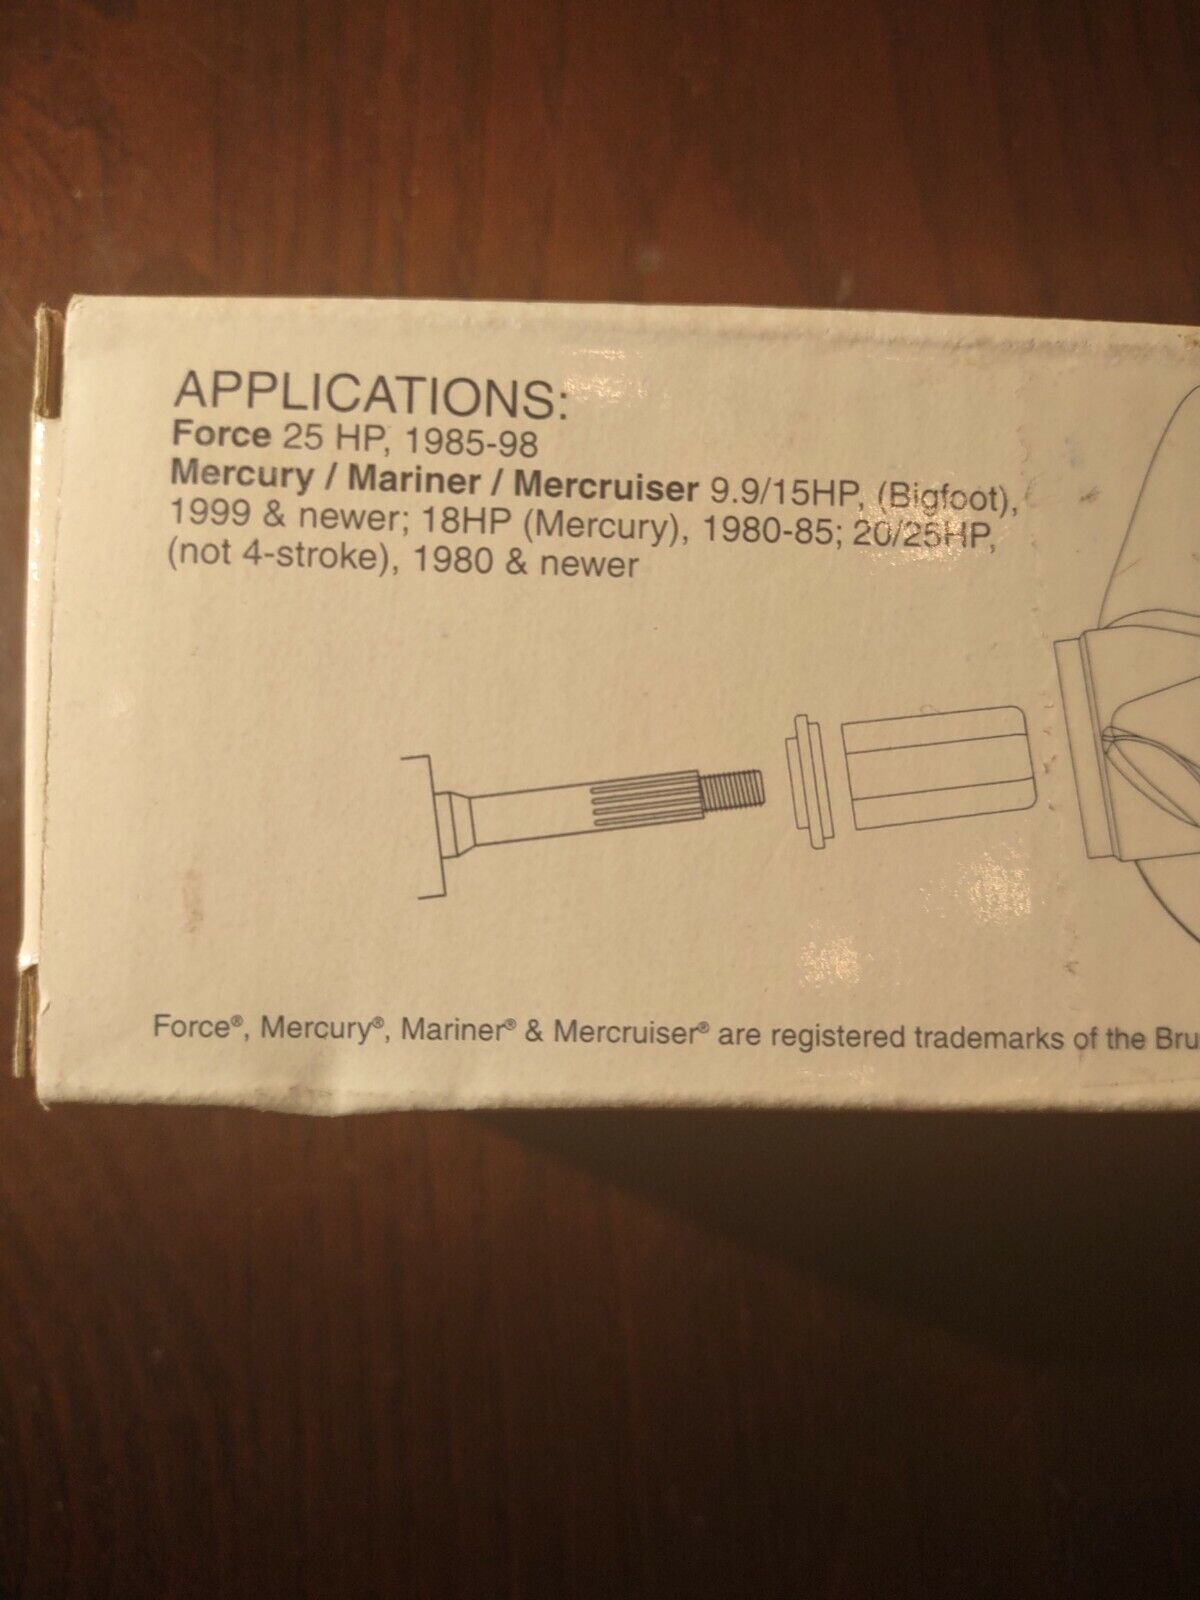 APPLICATIONS:
Force 25 HP, 1985-98
Mercury / Mariner / Mercruiser 9.9/15HP, (Bigfoot),
1999 & newer; 18HP (Mercury), 1980-85; 20/25HP,
(not 4-stroke), 1980 & newer
Force®, Mercury®, Mariner® & Mercruiser® are registered trademarks of the Bru